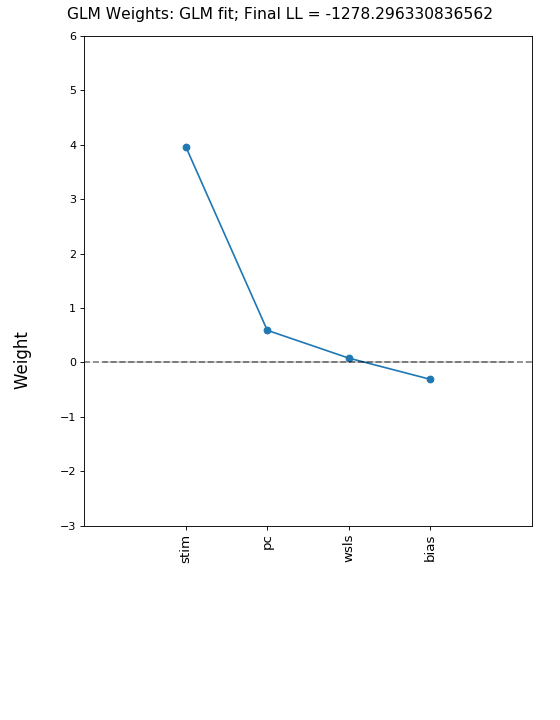 GLM Weights: GLM fit; Final LL = -1278.296330836562
6
5
4
3
2
1
0
−1
−2
−3
Weight
stim
pc
wsls
bias